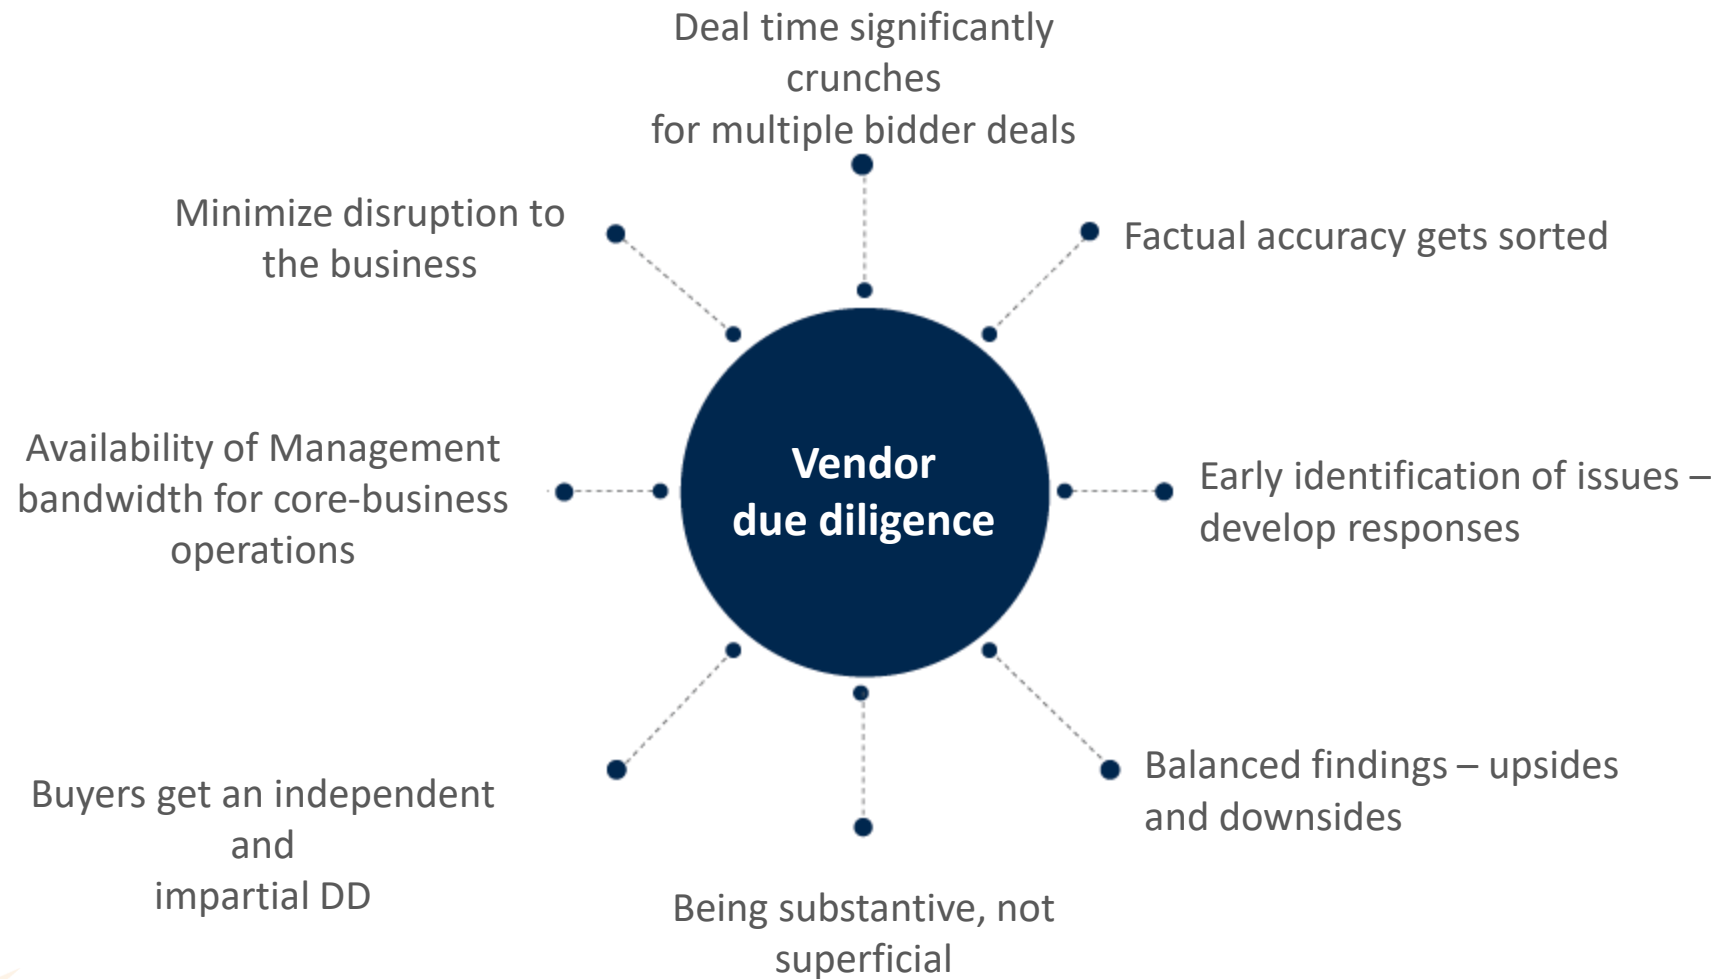 Deal time significantly
crunches
for multiple bidder deals
Minimize disruption to
the business
Factual accuracy gets sorted
Availability of Management
bandwidth for core-business
operations
Vendor
due diligence
Early identification of issues –
develop responses
Buyers get an independent
and
impartial DD
Balanced findings – upsides
and downsides
Being substantive, not
superficial